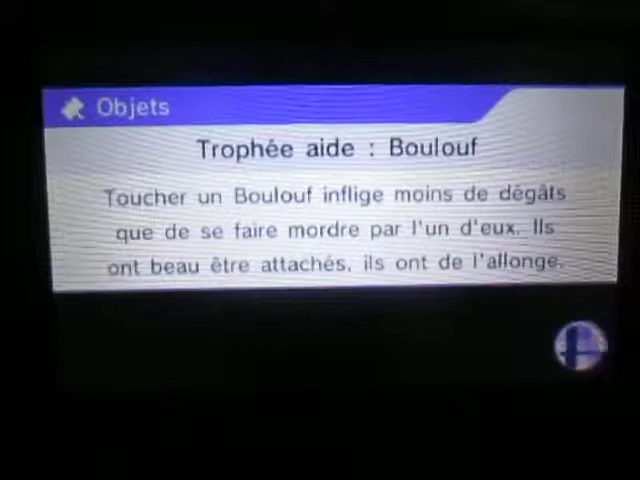 Objets
Trophée aide : Boulouf
Toucher un Boulouf inflige moins de dégâts
que de se faire mordre par l'un d'eux. Ils
ont beau être attachés, ils ont de l'allonge.